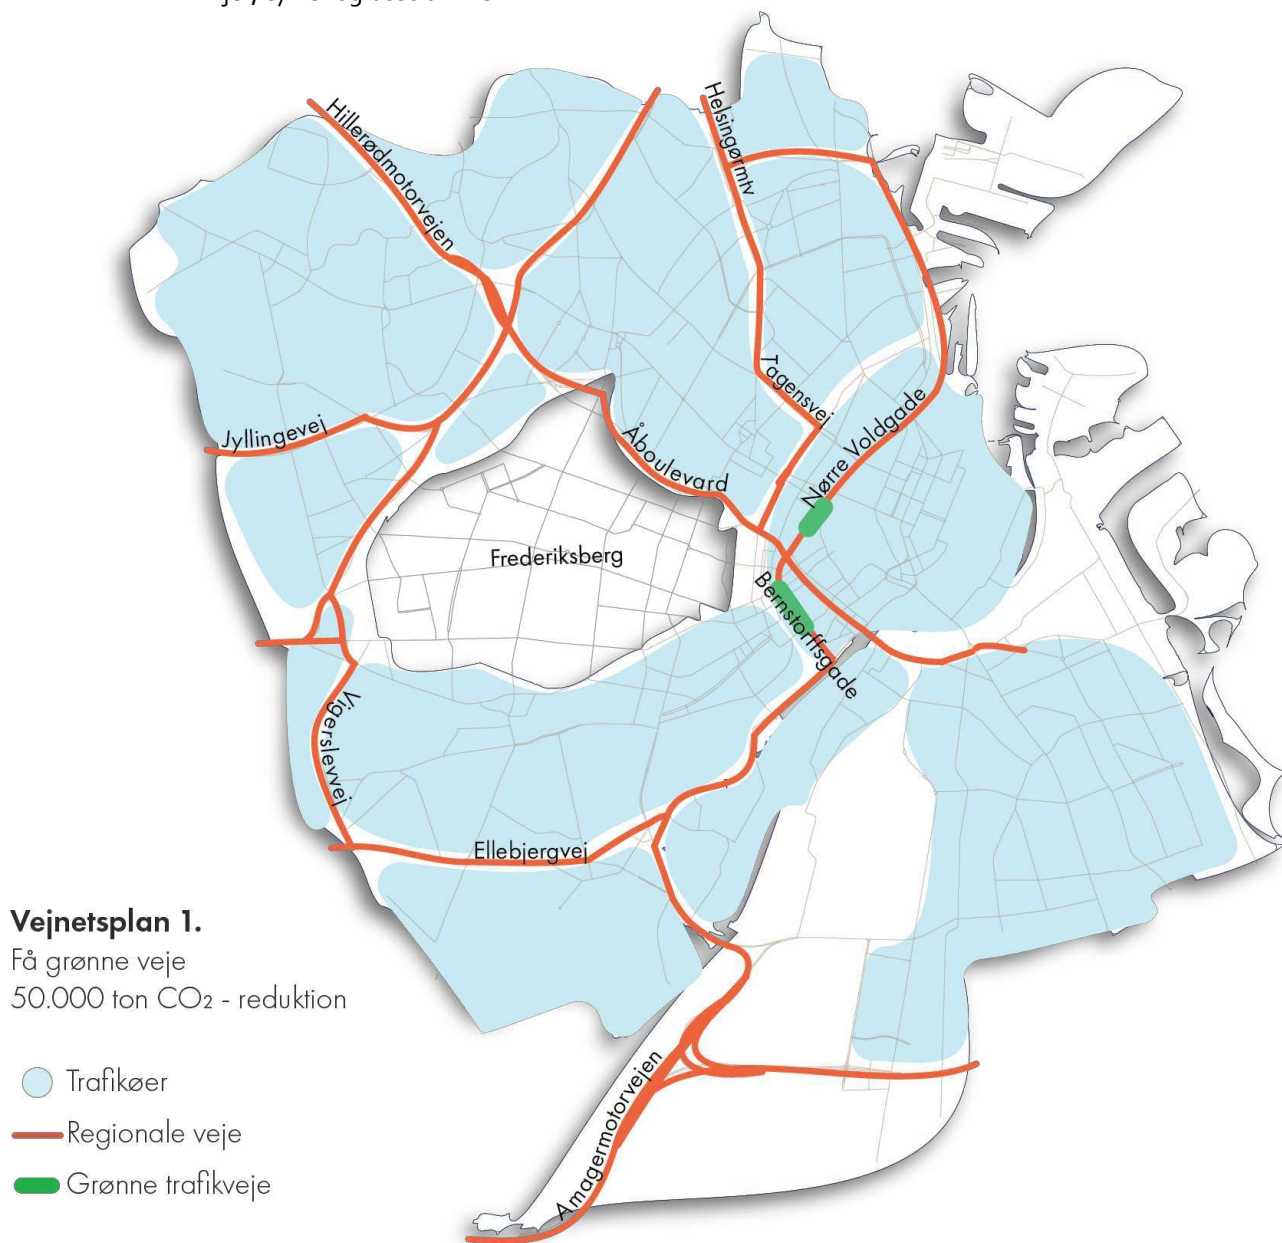 Hillerødmotorvejen
Helsingørmtv
Jyllingevej
Tagensvej
Nørre Voldgade
Åboulevard
Frederiksberg
Bernstorffsgade
Vigerslevvej
Ellebjergvej
Amagermotorvejen
Vejnetsplan 1.
Få grønne veje
50.000 ton CO₂ - reduktion
Trafikøer
Regionale veje
Grønne trafikveje